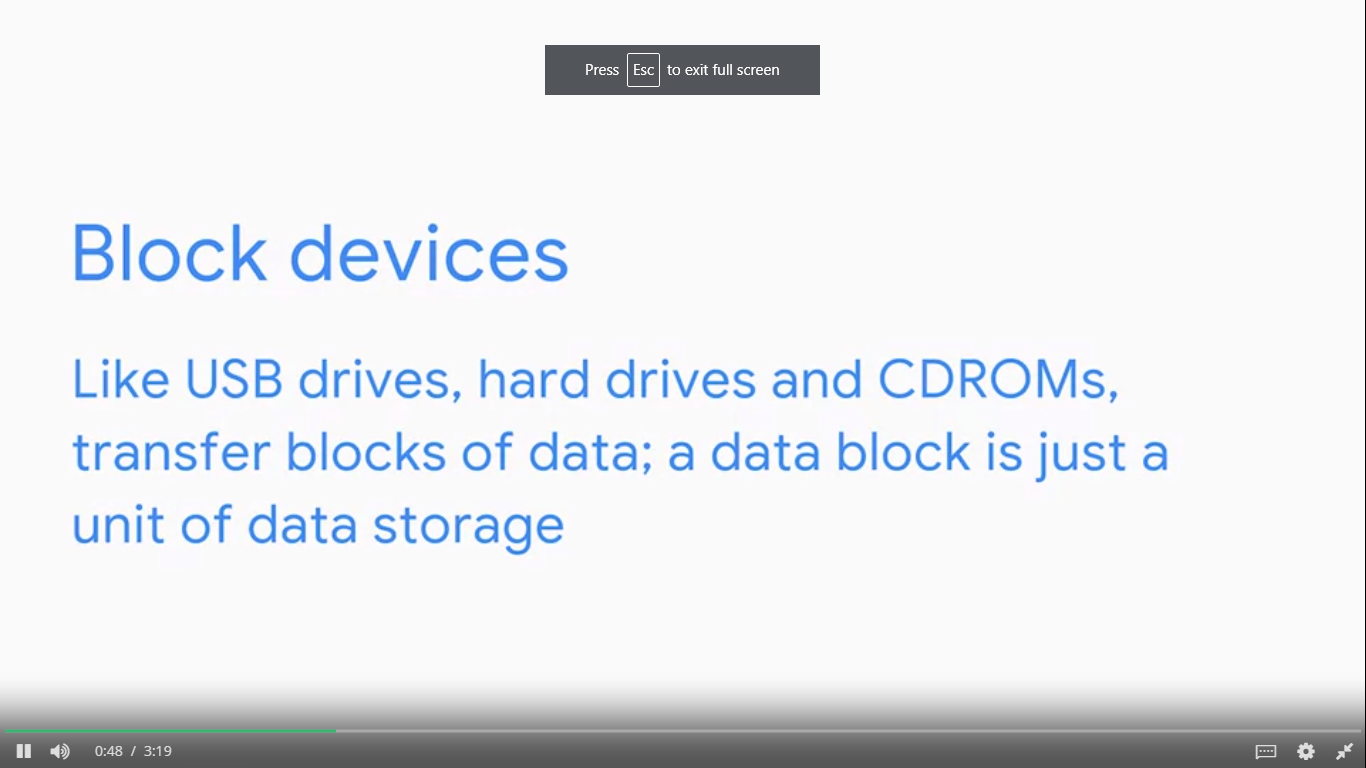 Press Esc to exit full screen
Block devices
Like USB drives, hard drives and CDROMs,
transfer blocks of data; a data block is just a
unit of data storage
0:48 / 3:19